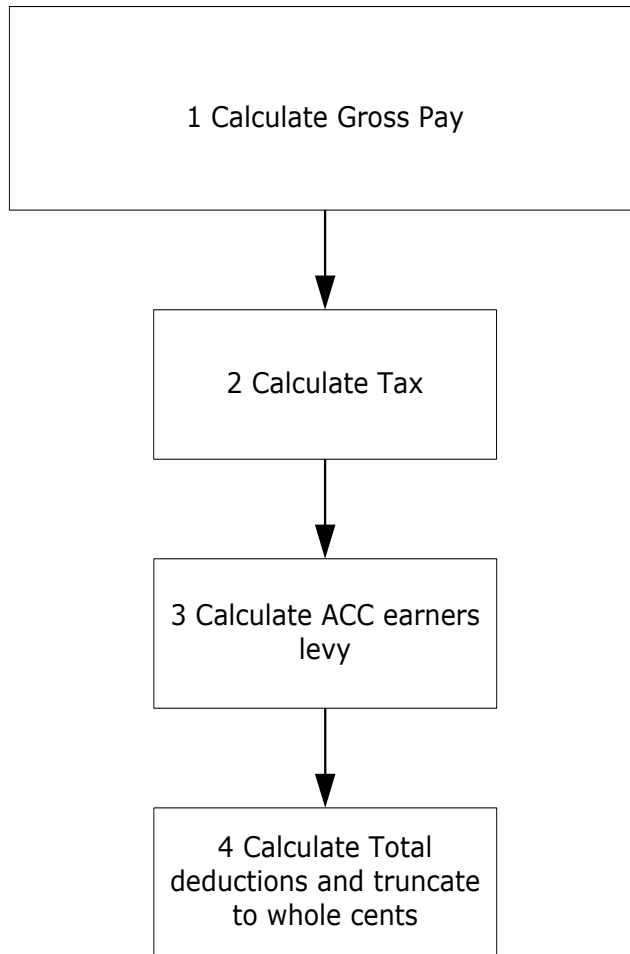 1 Calculate Gross Pay
2 Calculate Tax
3 Calculate ACC earners
levy
4 Calculate Total
deductions and truncate
to whole cents